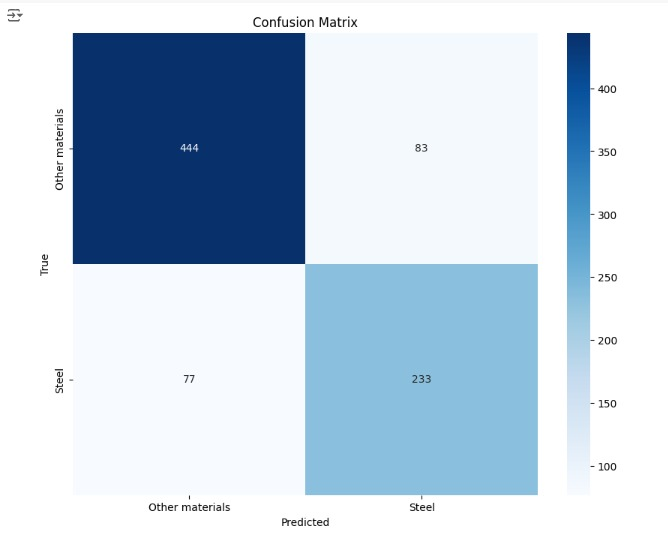 Confusion Matrix
Other materials
444
83
True
Steel
77
233
Other materials
Steel
Predicted
400
350
300
250
200
150
100